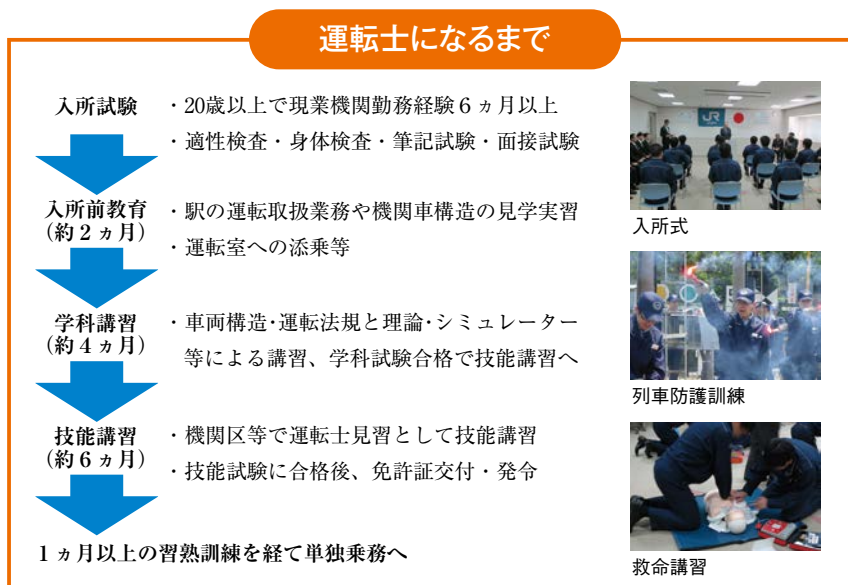 運転士になるまで
入所試験
・20歳以上で現業機関勤務経験6ヵ月以上
・適性検査・身体検査・筆記試験・面接試験
入所前教育
(約2ヵ月)
・駅の運転取扱業務や機関車構造の見学実習
・運転室への添乗等
学科講習
(約4ヵ月)
・車両構造・運転法規と理論・シミュレーター
等による講習、学科試験合格で技能講習へ
技能講習
(約6ヵ月)
・機関区等で運転士見習として技能講習
・技能試験に合格後、免許証交付・発令
1ヵ月以上の習熟訓練を経て単独乗務へ
JR
入所式
列車防護訓練
救命講習